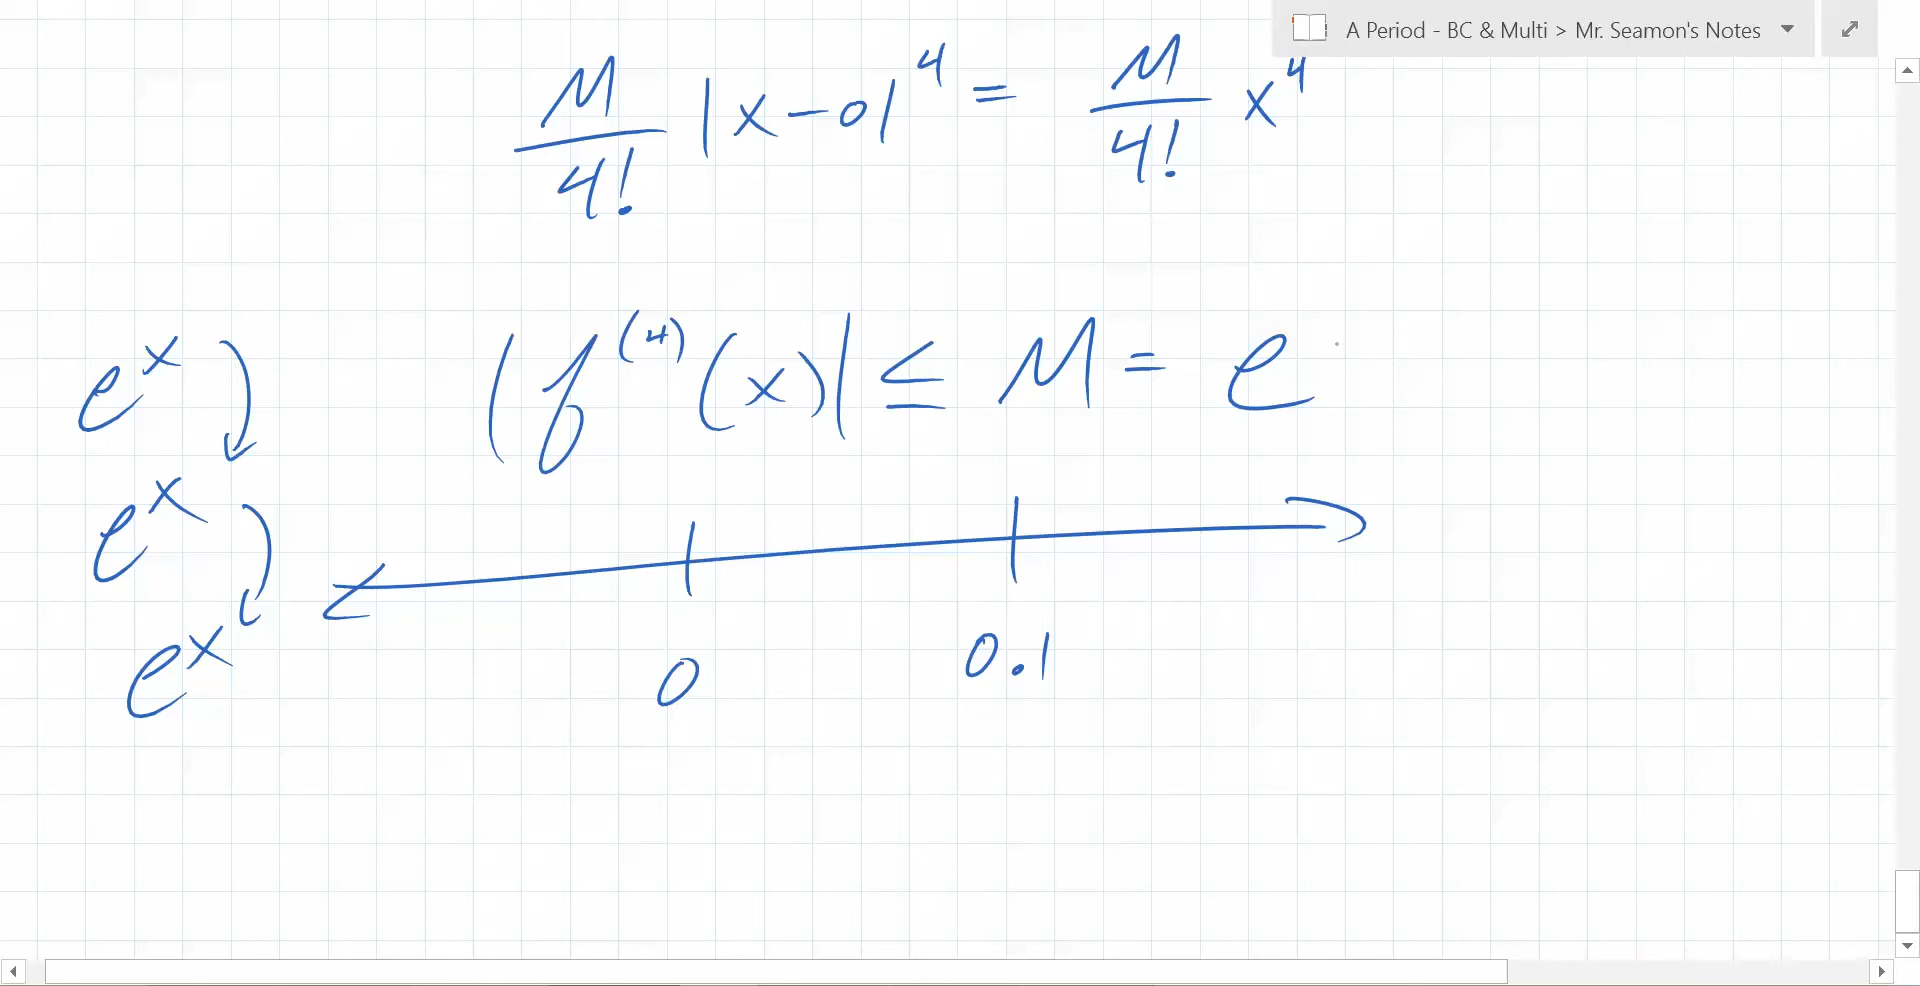 A Period - BC & Multi > Mr. Seamon's Notes
M/4! |x-0|^4 = M/4! x^4
e^x |f^(4)(x)| ≤ M = e
e^x
e^x
0 0.1